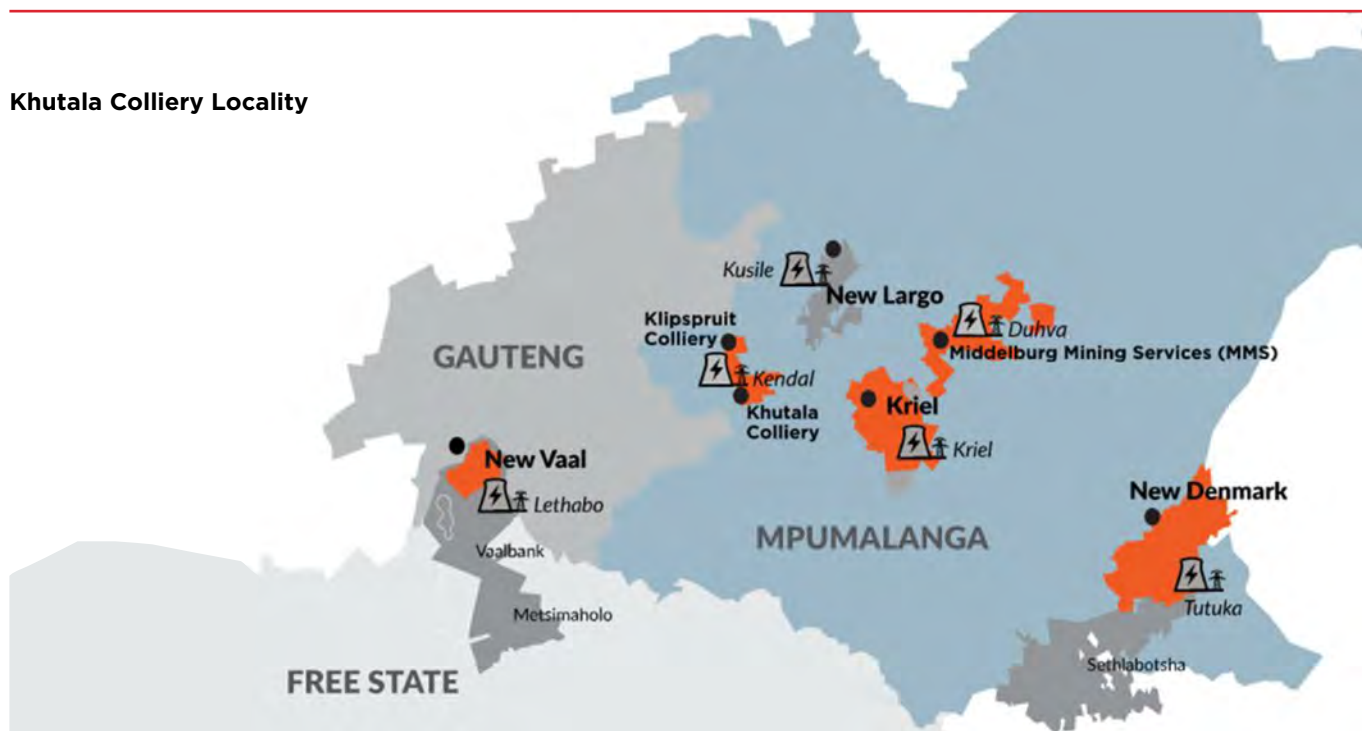 Khutala Colliery Locality
Kusile
New Largo
Klipspruit
Colliery
Duhva
Middelburg Mining Services (MMS)
GAUTENG
Kendal
Khutala
Colliery
Kriel
Kriel
New Vaal
Lethabo
New Denmark
MPUMALANGA
Vaalbank
Tutuka
Metsimaholo
Sethlabotsha
FREE STATE